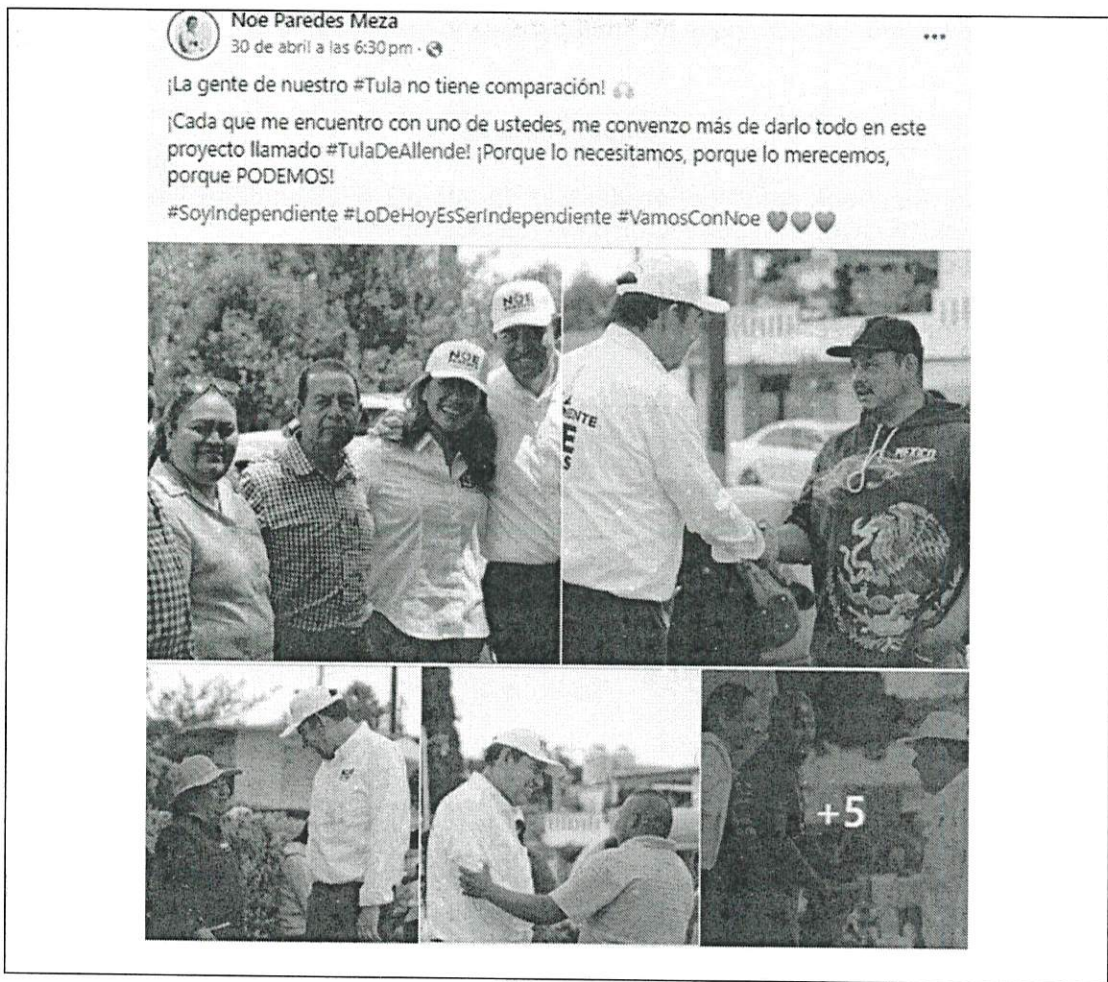 Noe Paredes Meza
30 de abril a las 6:30 pm ·
¡La gente de nuestro #Tula no tiene comparación!
¡Cada que me encuentro con uno de ustedes, me convenzo más de darlo todo en este
proyecto llamado #TulaDeAllende! ¡Porque lo necesitamos, porque lo merecemos,
porque PODEMOS!
#SoyIndependiente #LoDeHoyEsSerIndependiente #VamosConNoe
NOE
NOE
MEXICO
+5